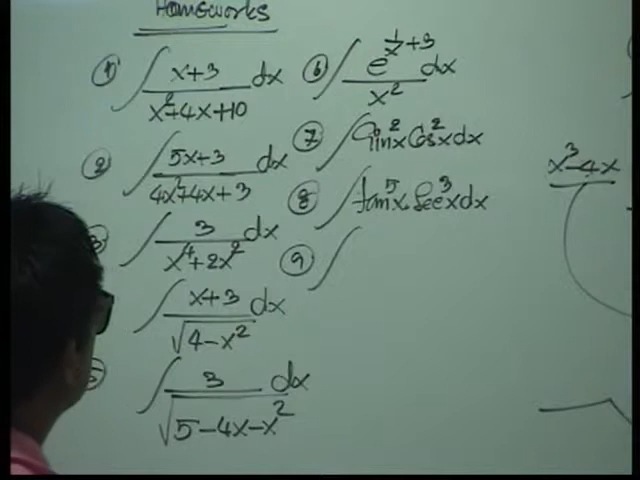 Homeworks
① ∫ (x+3)/(x²+4x+10) dx
② ∫ (5x+3)/(4x²+4x+3) dx
③ ∫ 3/(x⁴+2x²) dx
∫ (x+3)/√(4-x²) dx
⑤ ∫ 3/√(5-4x-x²) dx
⑥ ∫ e^(1/x+3)/x² dx
⑦ ∫ Sin²x Cos²x dx
⑧ ∫ tan⁵x Sec³x dx
⑨ ∫
x³-4x